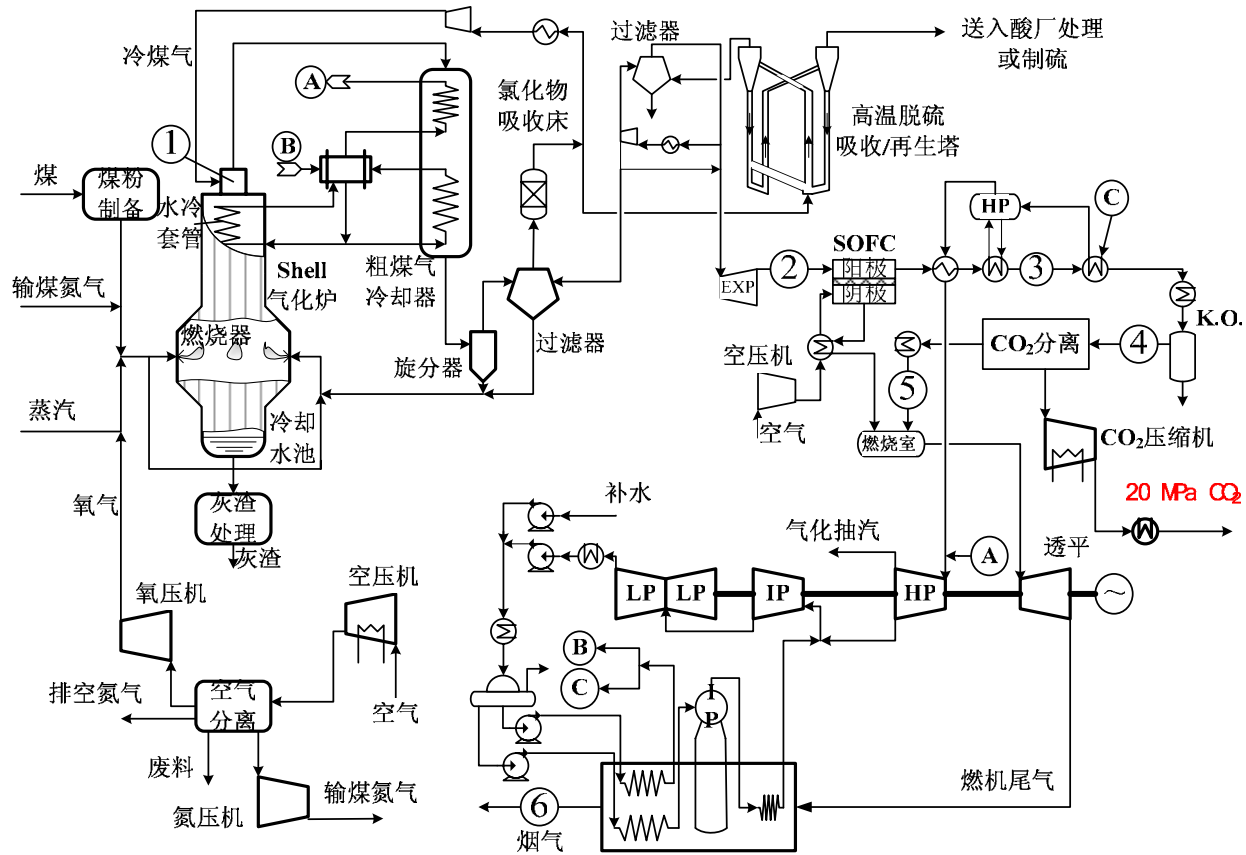 冷煤气
过滤器
送入酸厂处理
或制硫
A
氯化物
吸收床
高温脱硫
吸收/再生塔
1
B
煤
煤粉
制备
水冷
套管
HP
C
Shell
气化炉
粗煤气
冷却器
SOFC
阳极
阴极
EXP
2
3
输煤氮气
燃烧器
K.O.
旋分器
过滤器
空压机
CO2分离
4
5
蒸汽
冷却
水池
空气
燃烧室
CO2压缩机
氧气
灰渣
处理
灰渣
补水
20 MPa CO2
气化抽汽
A
透平
氧压机
空压机
LP
LP
IP
HP
~
排空氮气
空气
分离
空气
B
C
IP
废料
氮压机
输煤氮气
6
烟气
燃机尾气